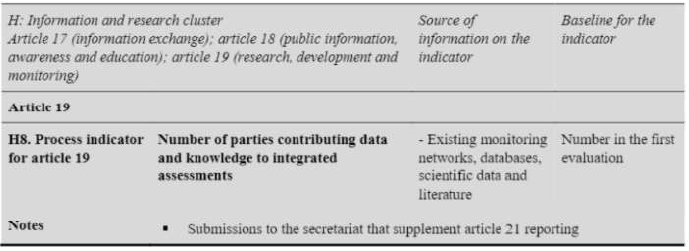 H: Information and research cluster
Article 17 (information exchange); article 18 (public information,
awareness and education); article 19 (research, development and
monitoring)
Source of
information on the
indicator
Baseline for the
indicator
Article 19
H8. Process indicator
for article 19
Number of parties contributing data
and knowledge to integrated
assessments
- Existing monitoring
networks, databases,
scientific data and
literature
Number in the first
evaluation
Notes
▪ Submissions to the secretariat that supplement article 21 reporting